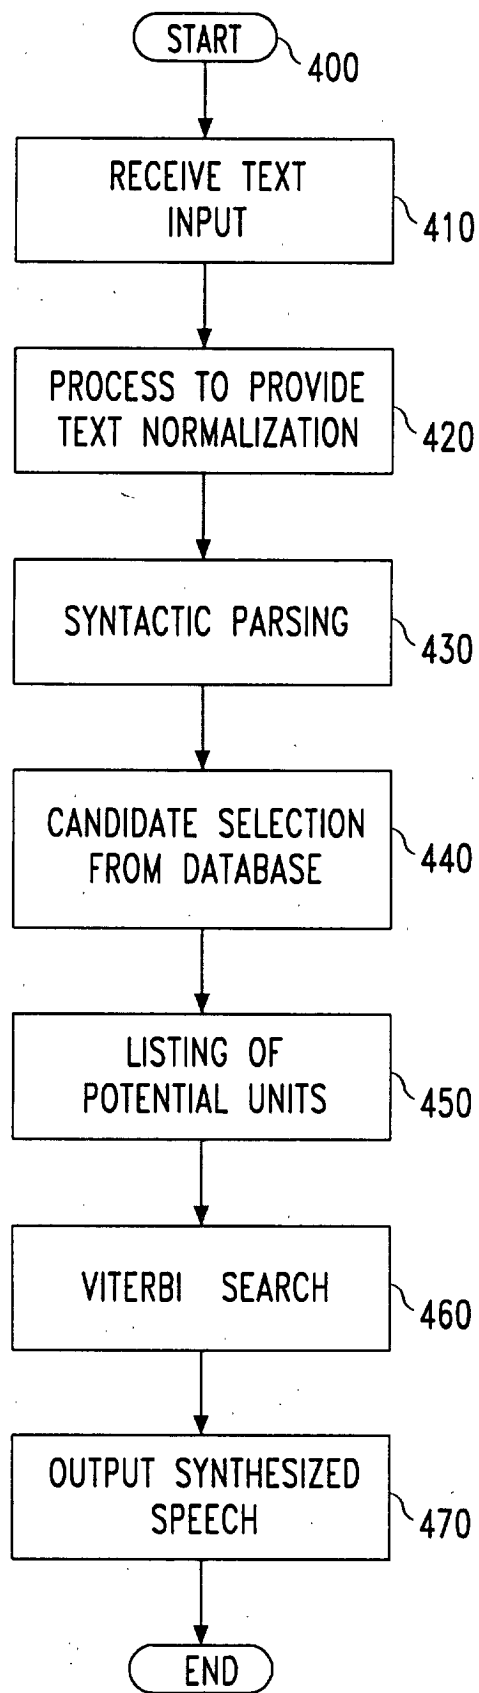 START
400
RECEIVE TEXT
INPUT
410
PROCESS TO PROVIDE
TEXT NORMALIZATION
420
SYNTACTIC PARSING
430
CANDIDATE SELECTION
FROM DATABASE
440
LISTING OF
POTENTIAL UNITS
450
VITERBI SEARCH
460
OUTPUT SYNTHESIZED
SPEECH
470
END